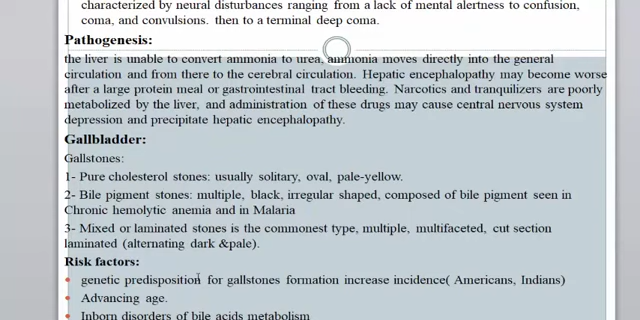 characterized by neural disturbances ranging from a lack of mental alertness to confusion,
coma, and convulsions. then to a terminal deep coma.
Pathogenesis:
the liver is unable to convert ammonia to urea, ammonia moves directly into the general
circulation and from there to the cerebral circulation. Hepatic encephalopathy may become worse
after a large protein meal or gastrointestinal tract bleeding. Narcotics and tranquilizers are poorly
metabolized by the liver, and administration of these drugs may cause central nervous system
depression and precipitate hepatic encephalopathy.
Gallbladder:
Gallstones:
1- Pure cholesterol stones: usually solitary, oval, pale-yellow.
2- Bile pigment stones: multiple, black, irregular shaped, composed of bile pigment seen in
Chronic hemolytic anemia and in Malaria
3- Mixed or laminated stones is the commonest type, multiple, multifaceted, cut section
laminated (alternating dark &pale).
Risk factors:
• genetic predisposition for gallstones formation increase incidence( Americans, Indians)
• Advancing age.
• Inborn disorders of bile acids metabolism